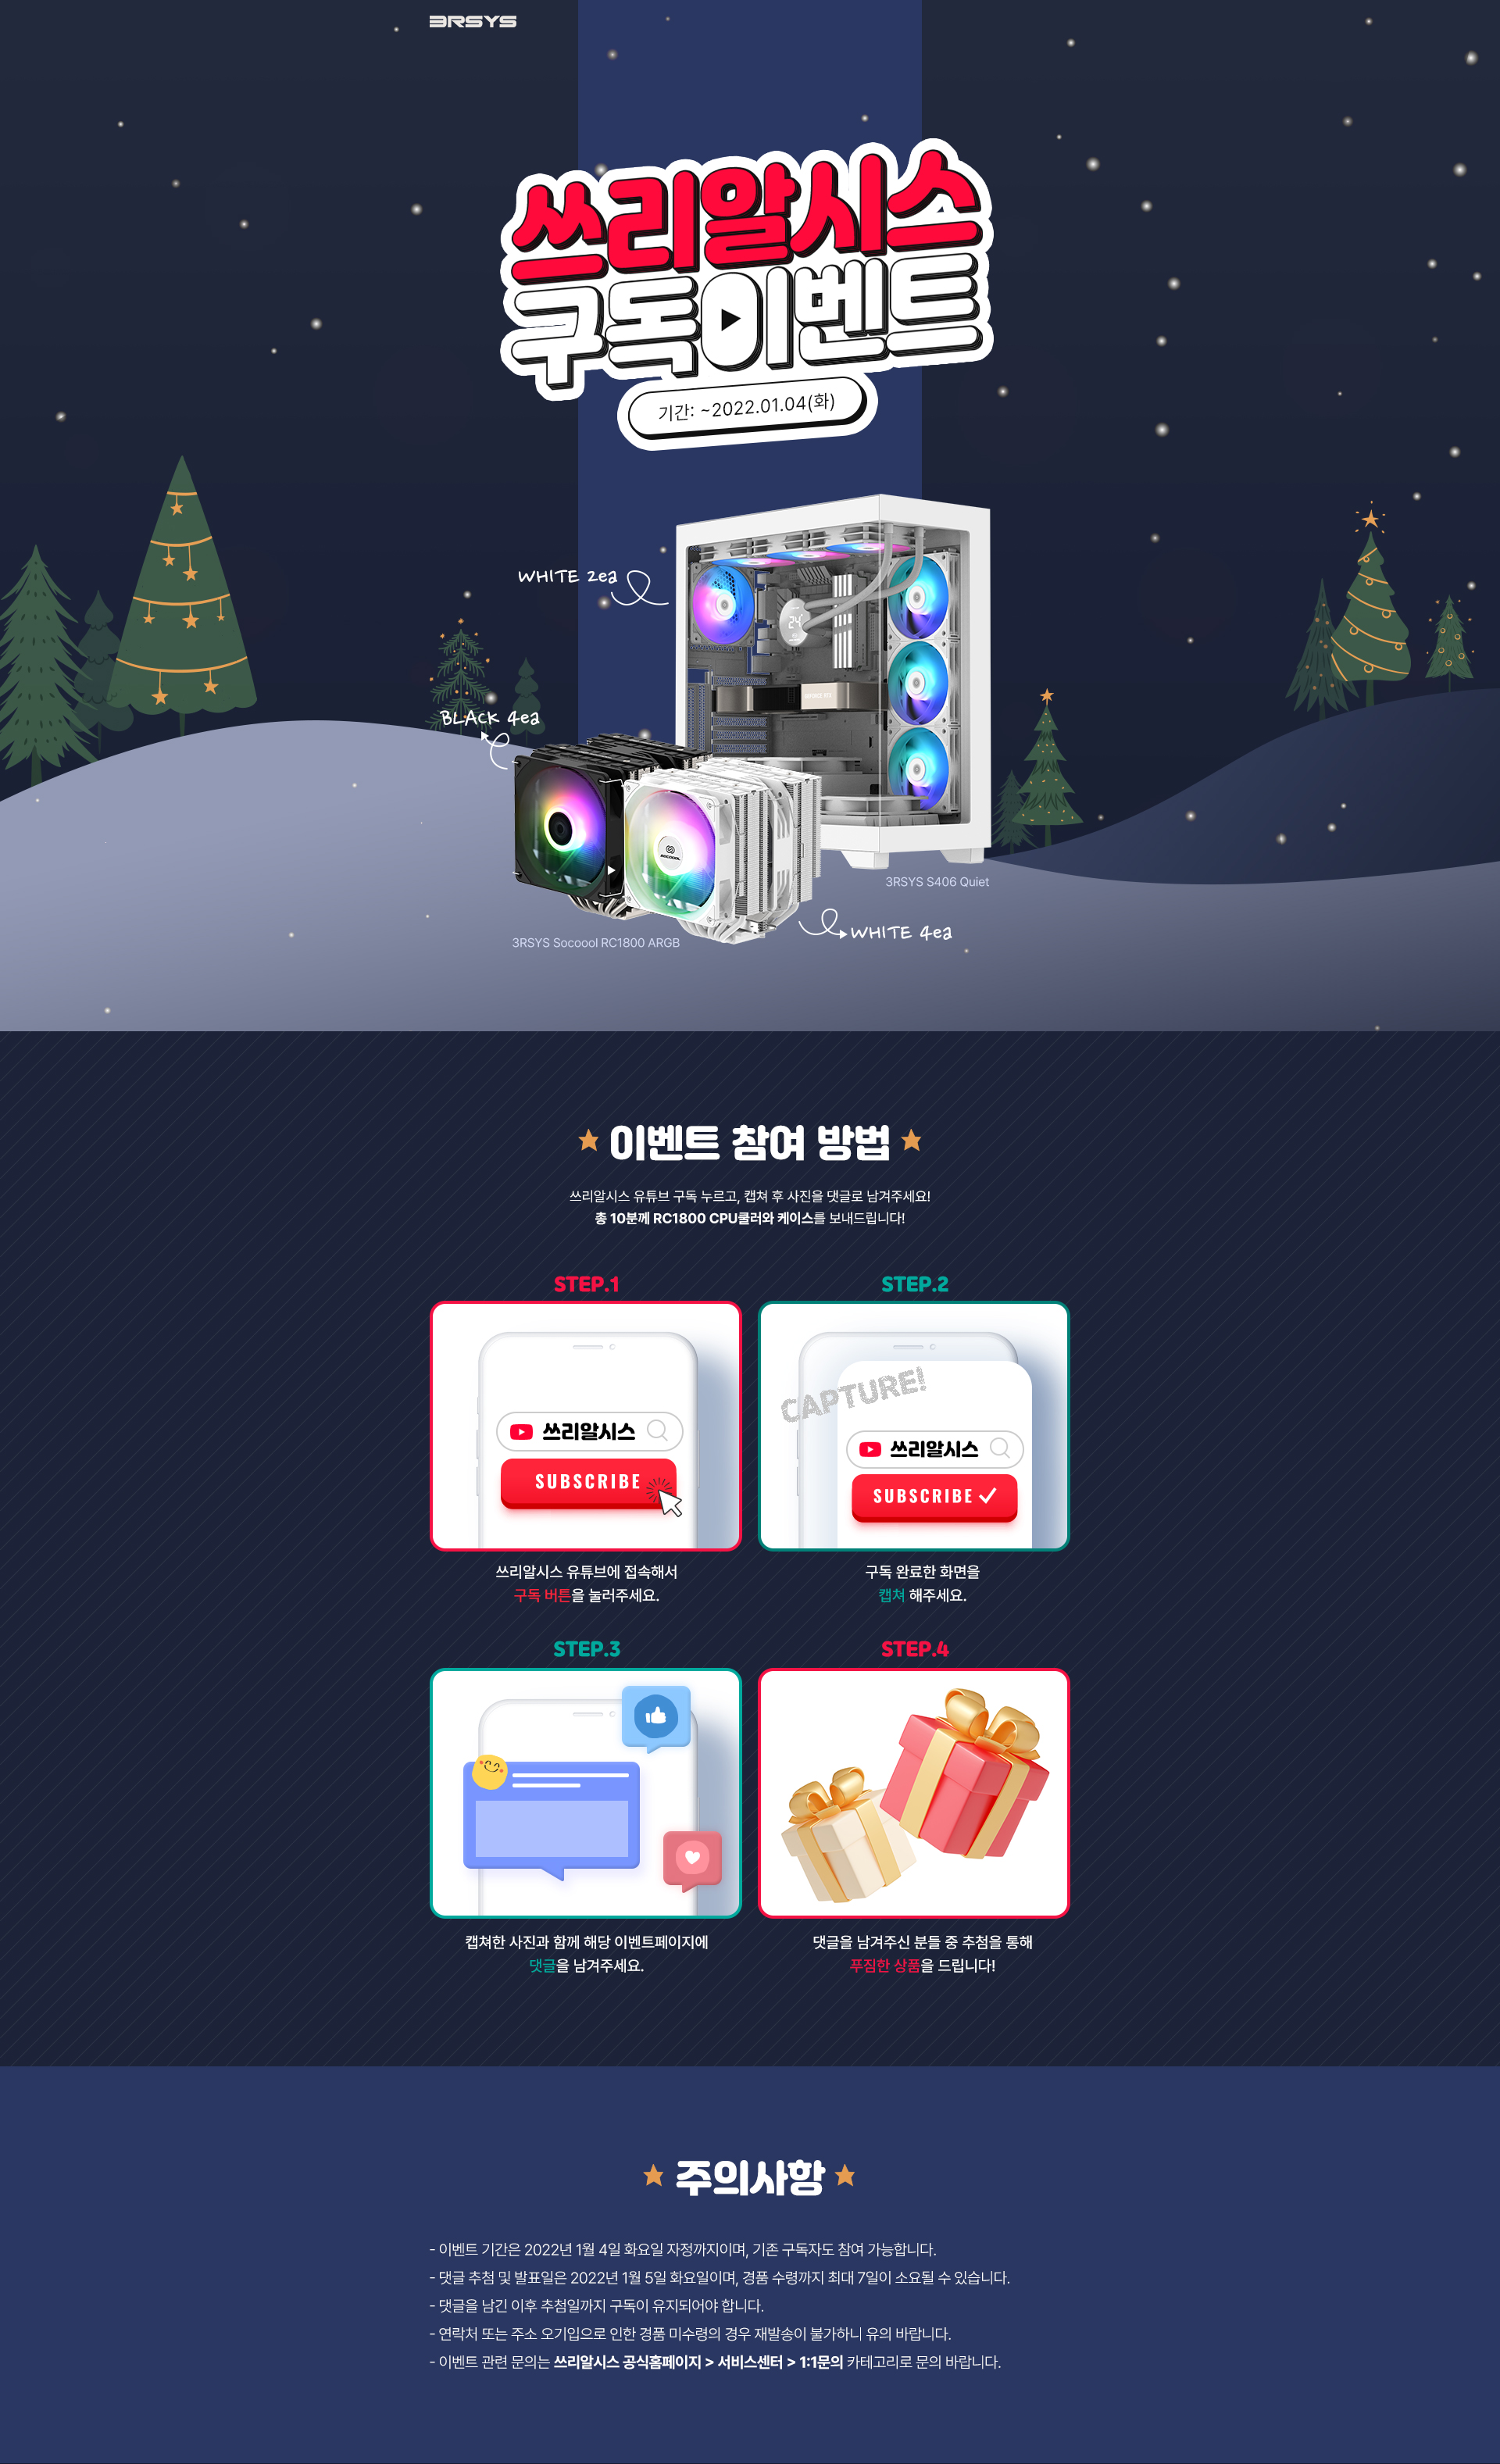 3RSYS
쓰리알시스
구독이벤트
기간: ~2022.01.04(화)
WHITE 2ea
24
BLACK 4ea
SOCOOOL
3RSYS S406 Quiet
WHITE 4ea
3RSYS Socoool RC1800 ARGB
이벤트 참여 방법
쓰리알시스 유튜브 구독 누르고, 캡쳐 후 사진을 댓글로 남겨주세요!
총 10분께 RC1800 CPU쿨러와 케이스를 보내드립니다!
STEP.1
쓰리알시스
SUBSCRIBE
쓰리알시스 유튜브에 접속해서
구독 버튼을 눌러주세요.
STEP.2
CAPTURE!
쓰리알시스
SUBSCRIBE
구독 완료한 화면을
캡쳐 해주세요.
STEP.3
캡쳐한 사진과 함께 해당 이벤트페이지에
댓글을 남겨주세요.
STEP.4
댓글을 남겨주신 분들 중 추첨을 통해
푸짐한 상품을 드립니다!
주의사항
- 이벤트 기간은 2022년 1월 4일 화요일 자정까지이며, 기존 구독자도 참여 가능합니다.
- 댓글 추첨 및 발표일은 2022년 1월 5일 화요일이며, 경품 수령까지 최대 7일이 소요될 수 있습니다.
- 댓글을 남긴 이후 추첨일까지 구독이 유지되어야 합니다.
- 연락처 또는 주소 오기입으로 인한 경품 미수령의 경우 재발송이 불가하니 유의 바랍니다.
- 이벤트 관련 문의는 쓰리알시스 공식홈페이지 > 서비스센터 > 1:1문의 카테고리로 문의 바랍니다.